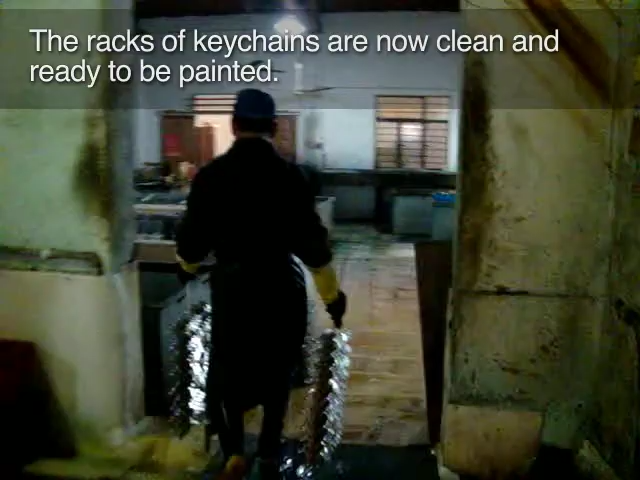 The racks of keychains are now clean and
ready to be painted.